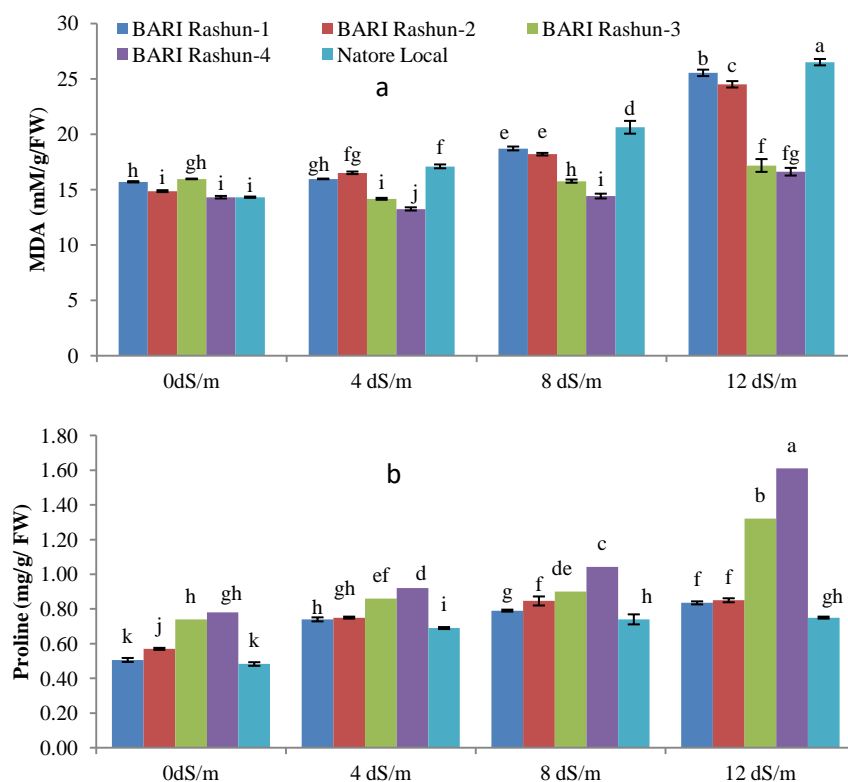 BARI Rashun-1 BARI Rashun-2 BARI Rashun-3
BARI Rashun-4 Natore Local
a
MDA (mM/g/FW)
30
25
20
15
10
5
0
h i gh i i
gh fg i j f
e e h i d
b c f fg a
0dS/m 4 dS/m 8 dS/m 12 dS/m
b
Proline (mg/g/ FW)
1.80
1.60
1.40
1.20
1.00
0.80
0.60
0.40
0.20
0.00
k j h gh k
h gh ef d i
g f de c h
f f b a gh
0dS/m 4 dS/m 8 dS/m 12 dS/m